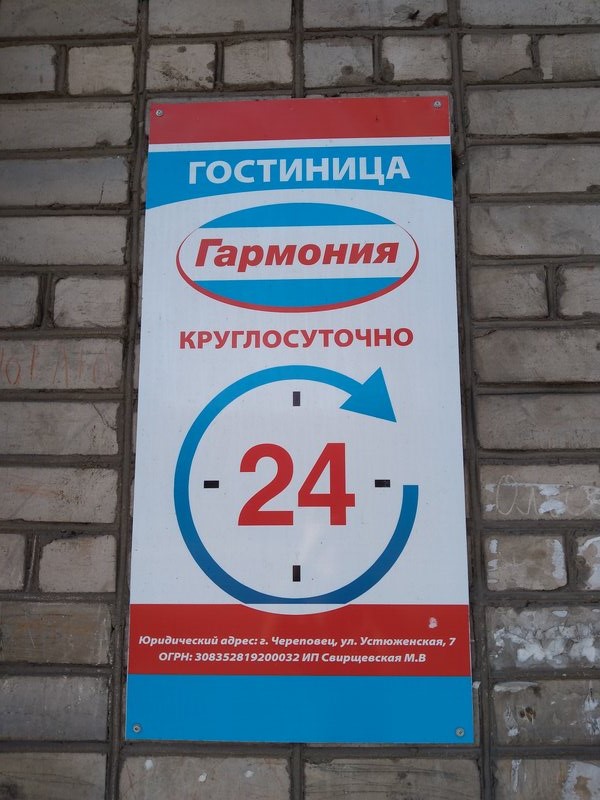 ГОСТИНИЦА
Гармония
КРУГЛОСУТОЧНО
24
Юридический адрес: г. Череповец, ул. Устюженская, 7
ОГРН: 308352819200032 ИП Свирщевская М.В